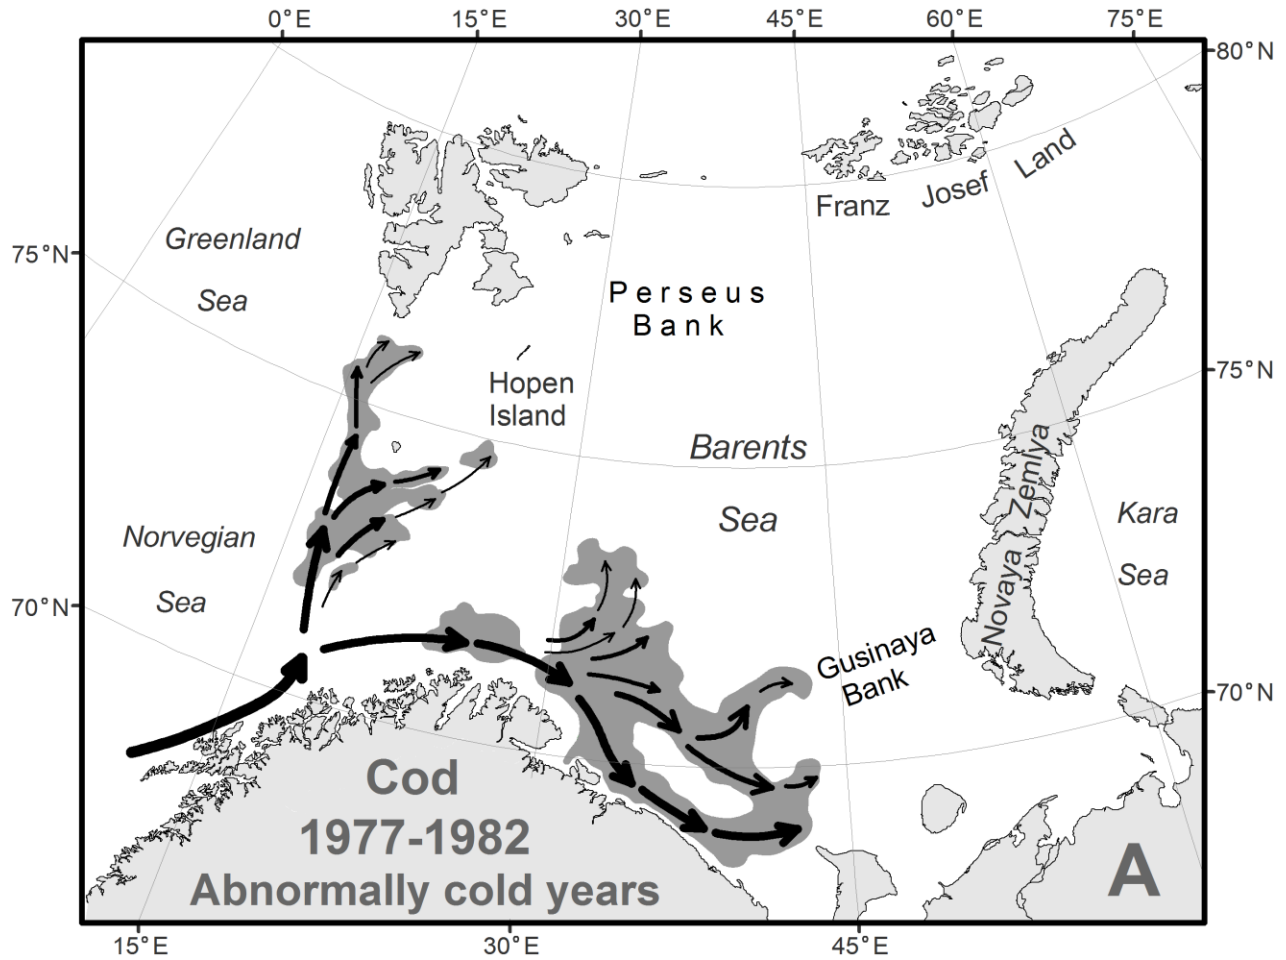 0°E 15°E 30°E 45°E 60°E 75°E
80°N
Franz Josef Land
Greenland
Sea
75°N
Perseus
Bank
Hopen
Island
75°N
Barents
Sea
Novaya Zemlya
Kara
Sea
Norvegian
Sea
70°N
Gusinaya
Bank
70°N
Cod
1977-1982
Abnormally cold years
A
15°E 30°E 45°E